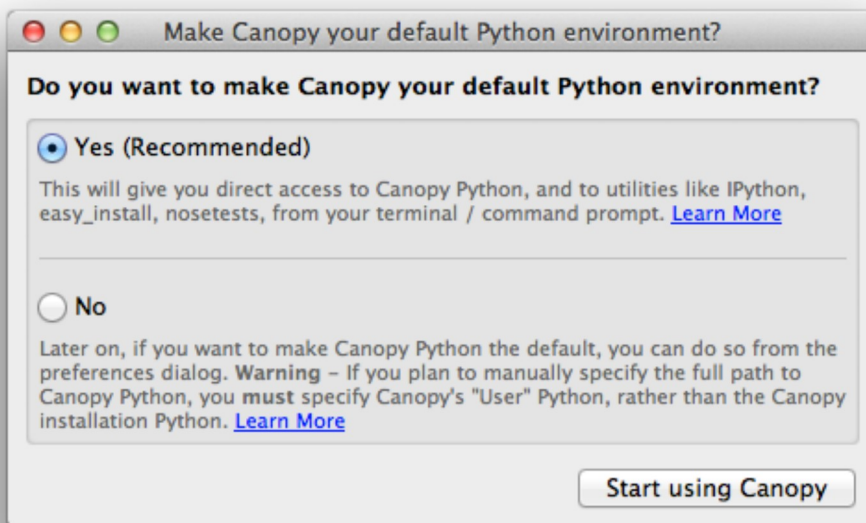 Make Canopy your default Python environment?
Do you want to make Canopy your default Python environment?
Yes (Recommended)
This will give you direct access to Canopy Python, and to utilities like IPython,
easy_install, nosetests, from your terminal / command prompt. Learn More
No
Later on, if you want to make Canopy Python the default, you can do so from the
preferences dialog. Warning – If you plan to manually specify the full path to
Canopy Python, you must specify Canopy's "User" Python, rather than the Canopy
installation Python. Learn More
Start using Canopy